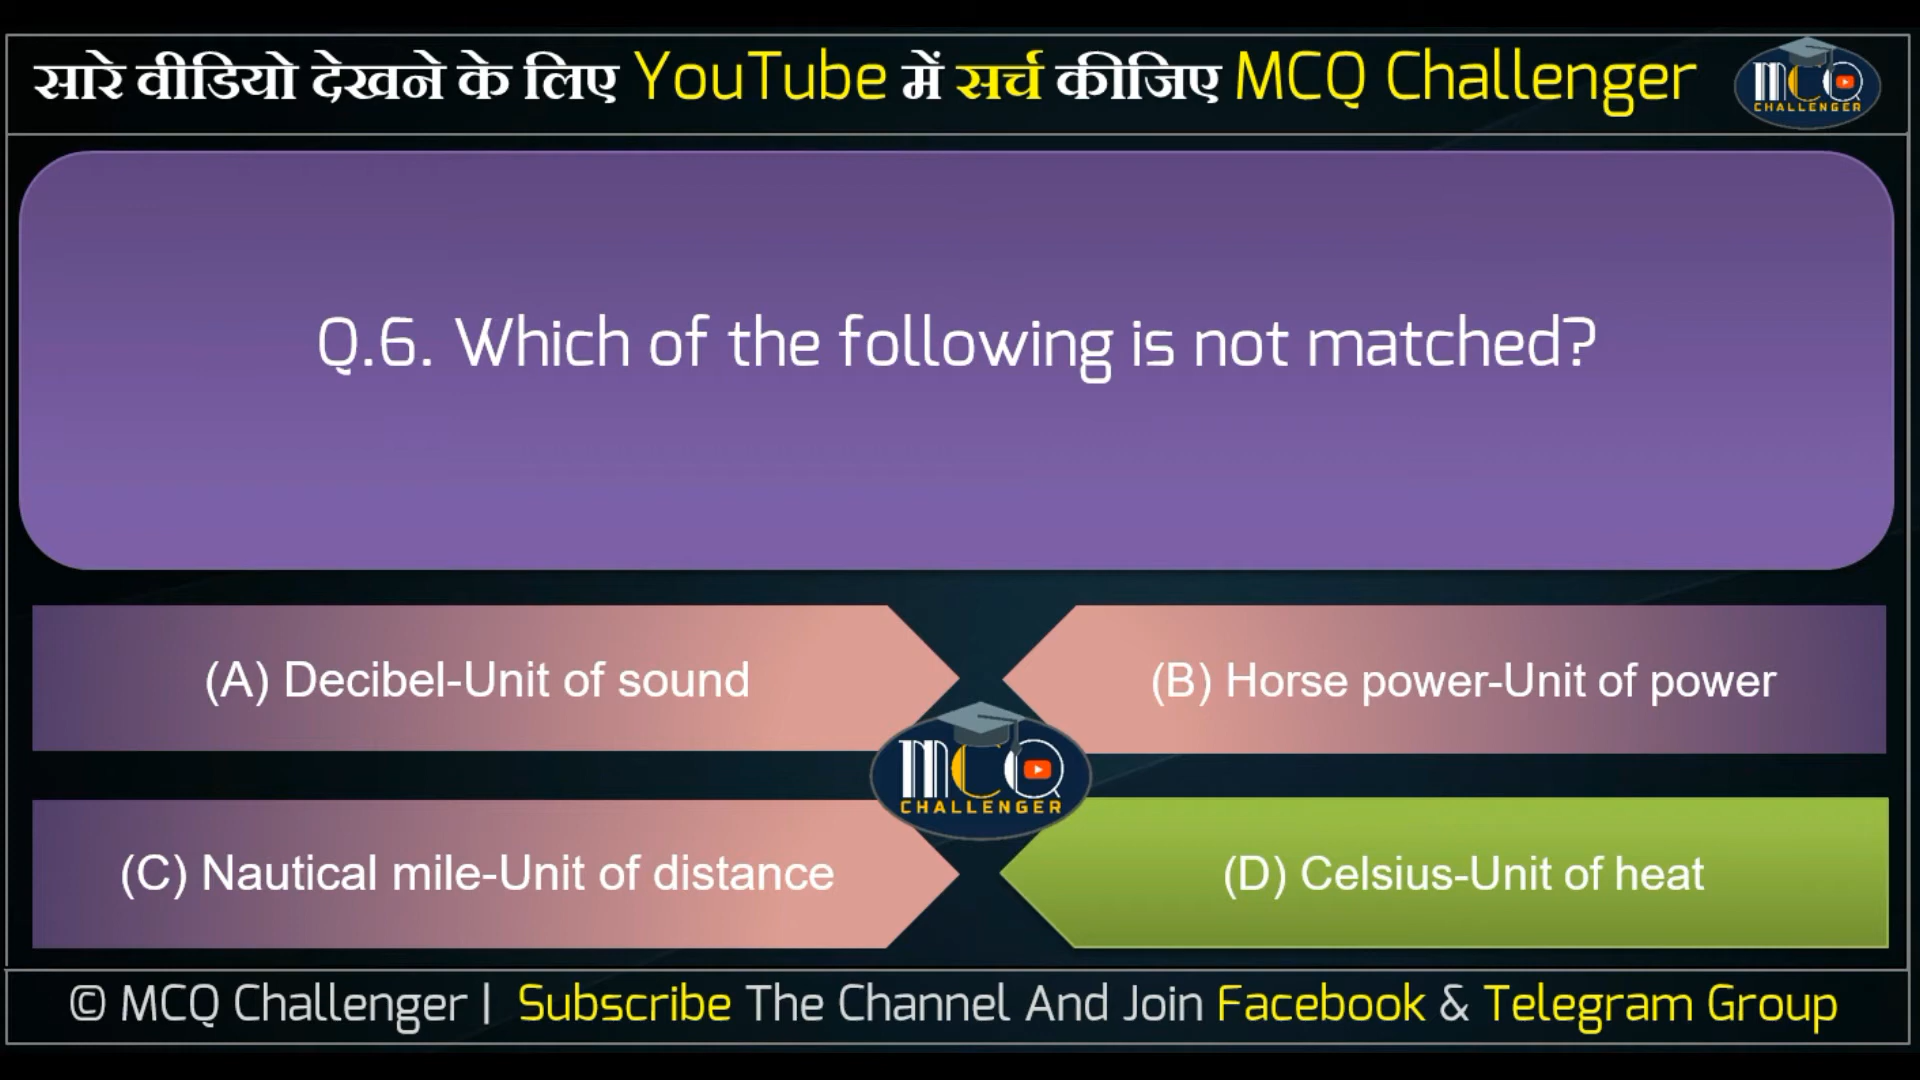 सारे वीडियो देखने के लिए YouTube में सर्च कीजिए MCQ Challenger
MCQ
CHALLENGER
Q.6. Which of the following is not matched?
(A) Decibel-Unit of sound
(B) Horse power-Unit of power
MCQ
CHALLENGER
(C) Nautical mile-Unit of distance
(D) Celsius-Unit of heat
© MCQ Challenger | Subscribe The Channel And Join Facebook & Telegram Group